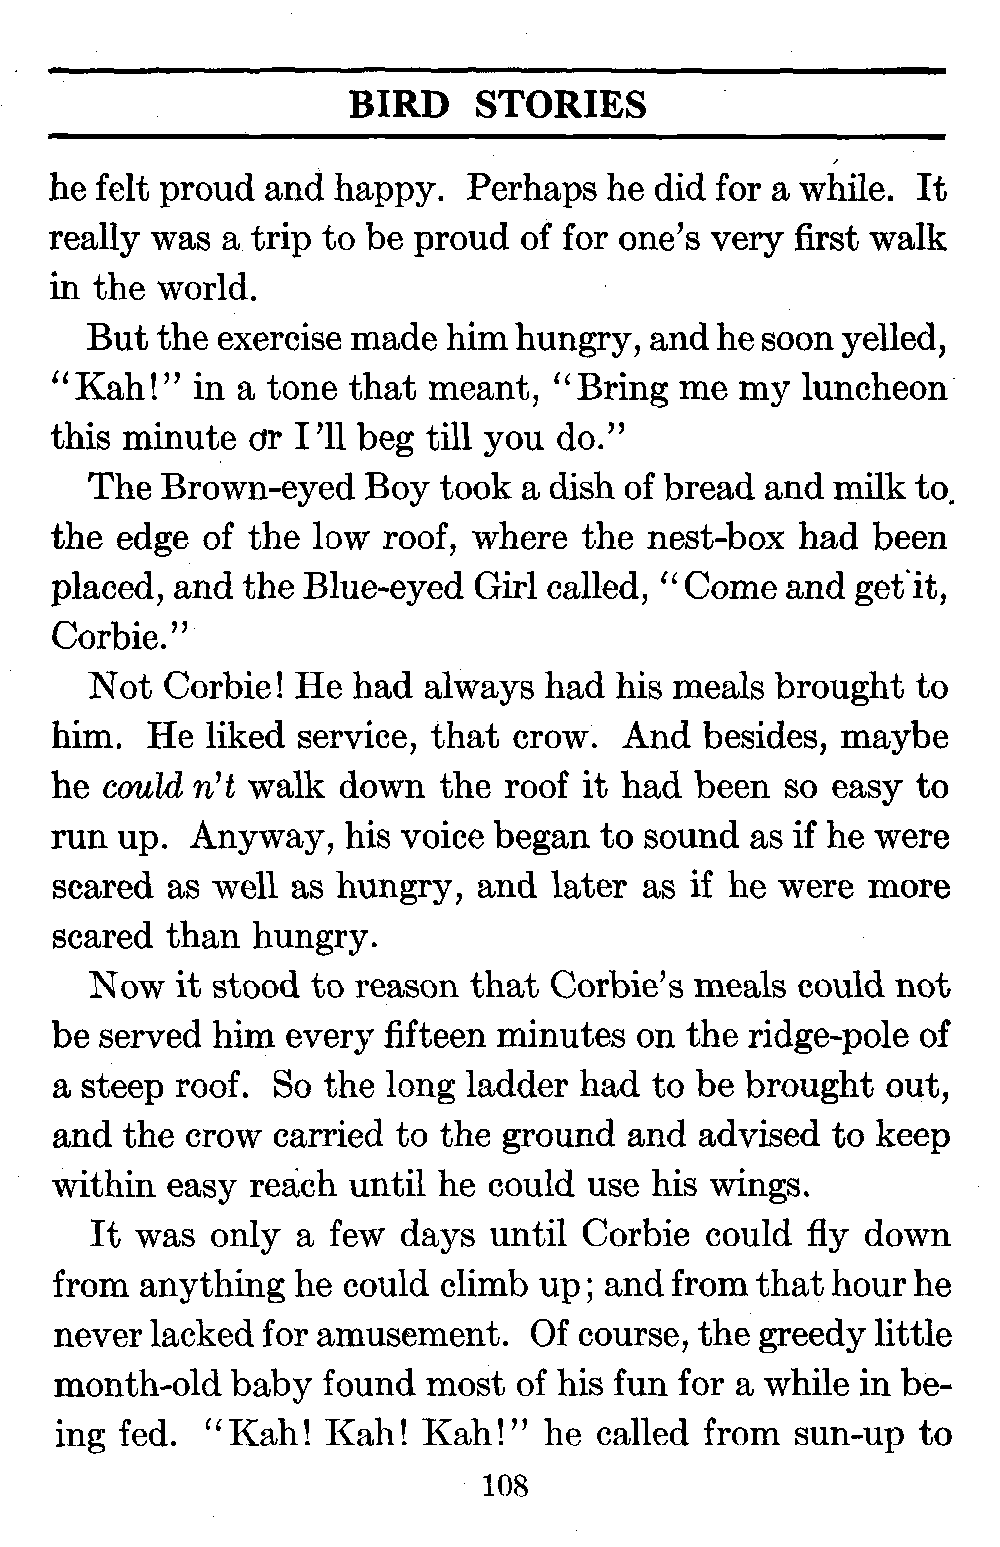 BIRD STORIES
he felt proud and happy. Perhaps he did for a while. It
really was a trip to be proud of for one's very first walk
in the world.
But the exercise made him hungry, and he soon yelled,
"Kah!" in a tone that meant, "Bring me my luncheon
this minute or I 'll beg till you do."
The Brown-eyed Boy took a dish of bread and milk to
the edge of the low roof, where the nest-box had been
placed, and the Blue-eyed Girl called, "Come and get it,
Corbie."
Not Corbie! He had always had his meals brought to
him. He liked service, that crow. And besides, maybe
he could n't walk down the roof it had been so easy to
run up. Anyway, his voice began to sound as if he were
scared as well as hungry, and later as if he were more
scared than hungry.
Now it stood to reason that Corbie's meals could not
be served him every fifteen minutes on the ridge-pole of
a steep roof. So the long ladder had to be brought out,
and the crow carried to the ground and advised to keep
within easy reach until he could use his wings.
It was only a few days until Corbie could fly down
from anything he could climb up; and from that hour he
never lacked for amusement. Of course, the greedy little
month-old baby found most of his fun for a while in be-
ing fed. "Kah! Kah! Kah!" he called from sun-up to
108